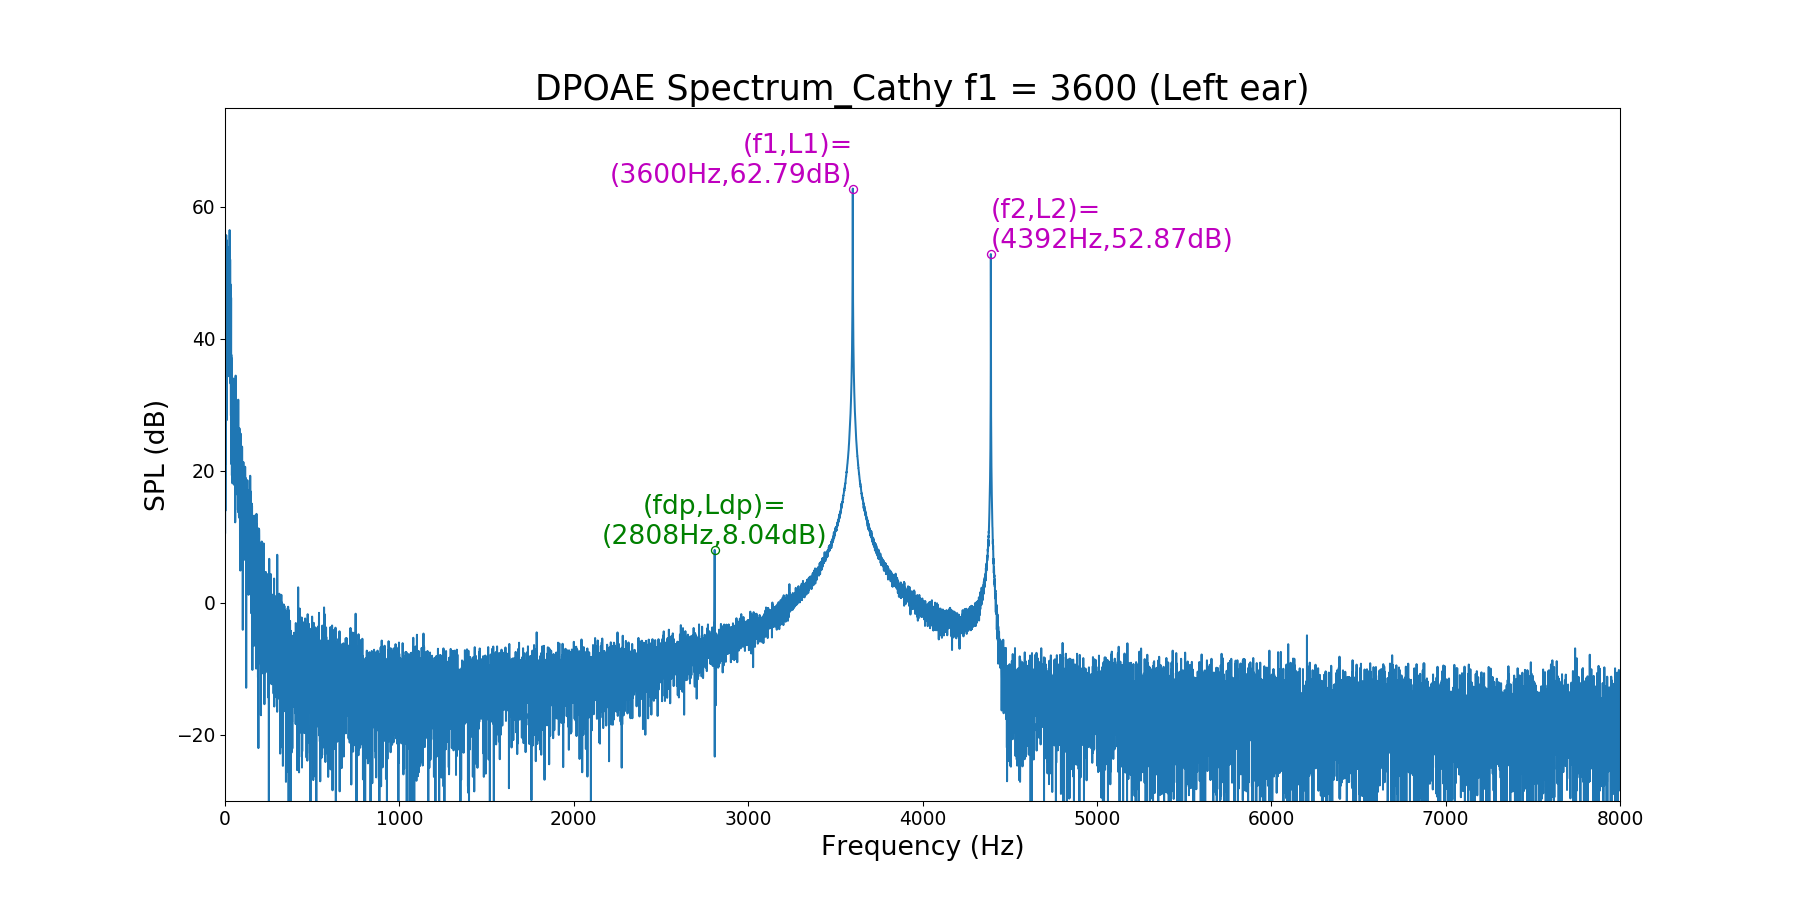 DPOAE Spectrum_Cathy f1 = 3600 (Left ear)
(f1,L1)=
(3600Hz,62.79dB)
(f2,L2)=
(4392Hz,52.87dB)
(fdp,Ldp)=
(2808Hz,8.04dB)
SPL (dB)
60
40
20
0
−20
0 1000 2000 3000 4000 5000 6000 7000 8000
Frequency (Hz)